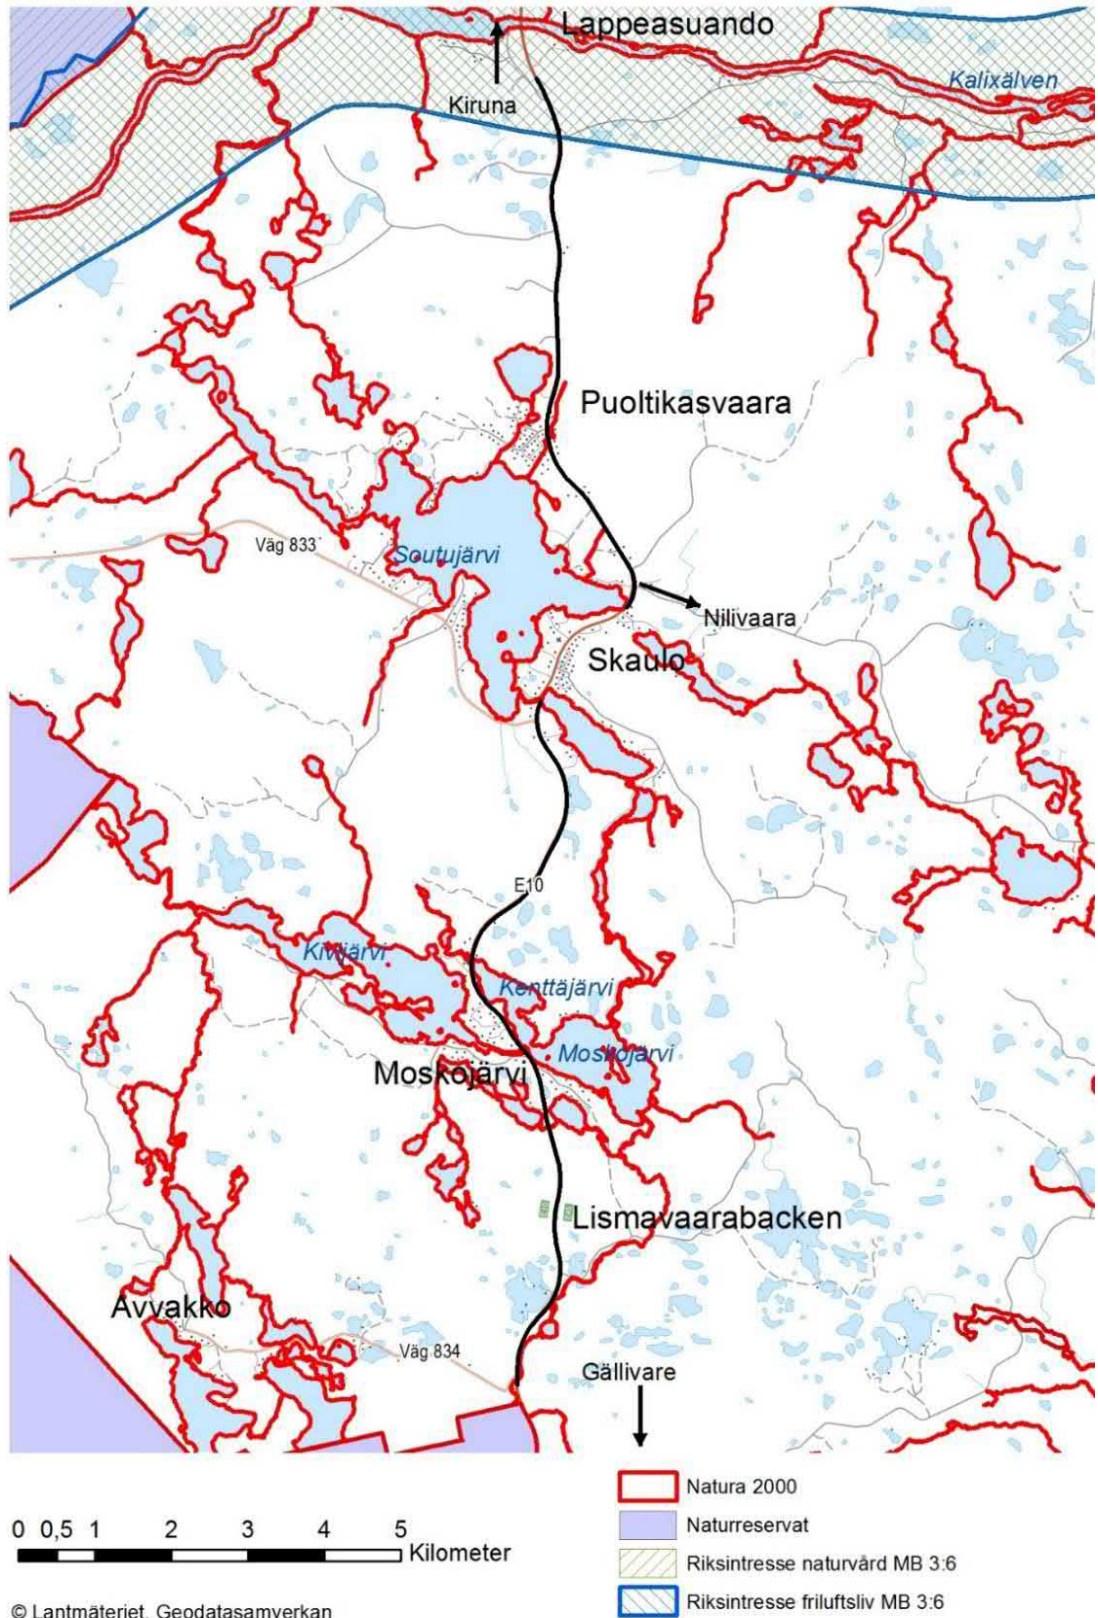 Lappeasuando
Kalixälven
Kiruna
Puoltikasvaara
Väg 833
Soutujärvi
Nilivaara
Skaulo
E10
Kivijärvi
Kenttäjärvi
Moskojärvi
Moskojärvi
Lismavaarabacken
Avvakko
Väg 834
Gällivare
Natura 2000
Naturreservat
Riksintresse naturvård MB 3:6
Riksintresse friluftsliv MB 3:6
0 0,5 1 2 3 4 5
Kilometer
© Lantmäteriet, Geodatasamverkan